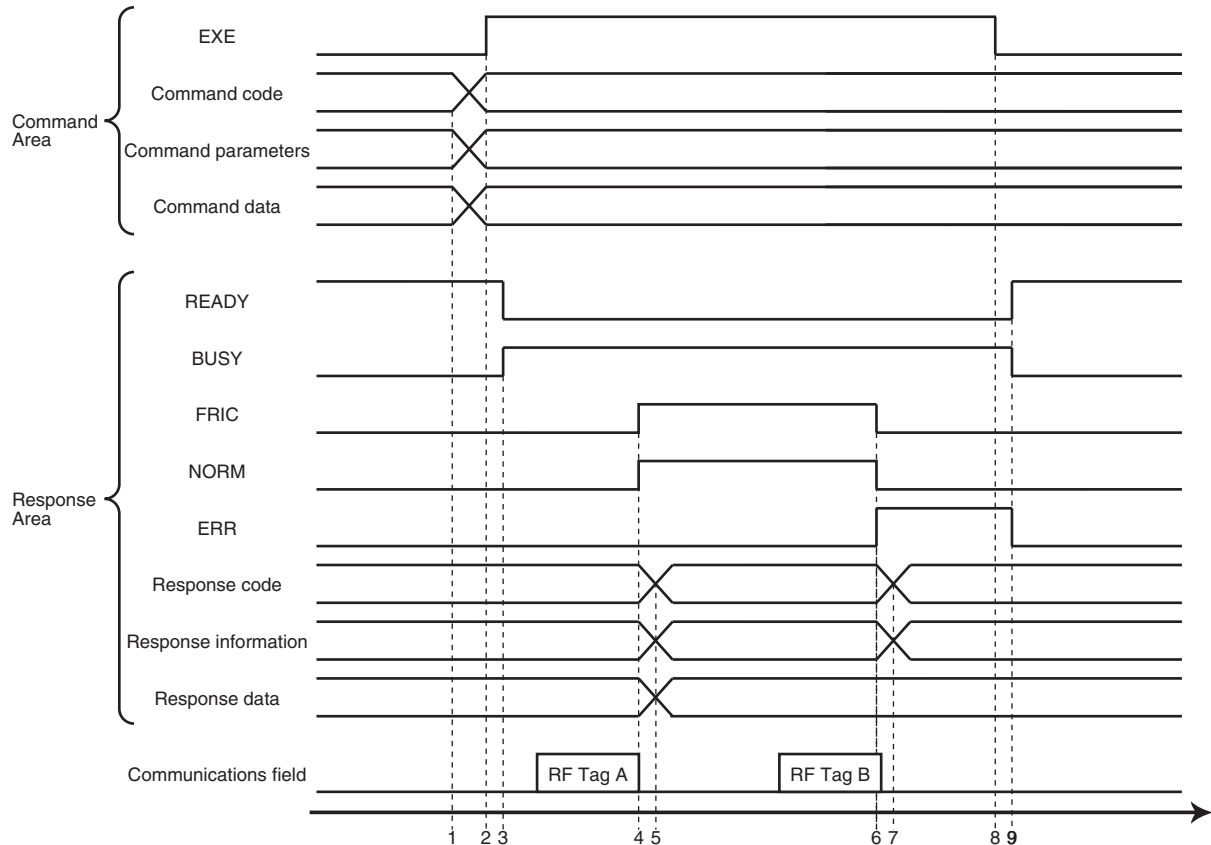 EXE
Command code
Command
Area
Command parameters
Command data
READY
BUSY
FRIC
NORM
Response
Area
ERR
Response code
Response information
Response data
Communications field
RF Tag A
RF Tag B
1 2 3 4 5 6 7 8 9